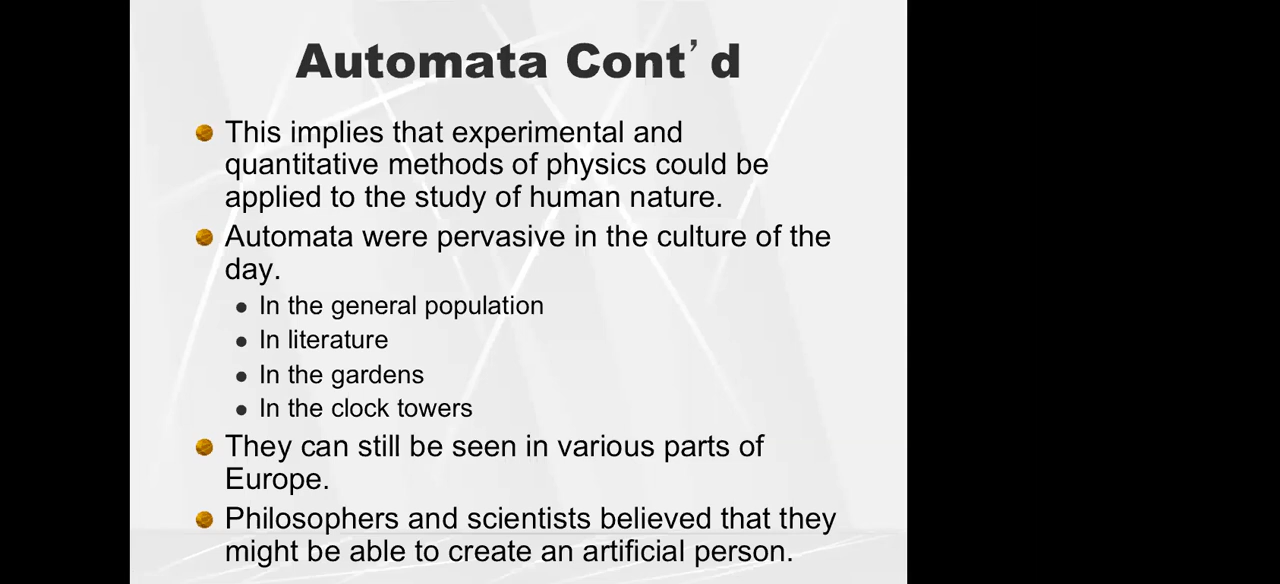 Automata Cont’d
This implies that experimental and
quantitative methods of physics could be
applied to the study of human nature.
Automata were pervasive in the culture of the
day.
In the general population
In literature
In the gardens
In the clock towers
They can still be seen in various parts of
Europe.
Philosophers and scientists believed that they
might be able to create an artificial person.